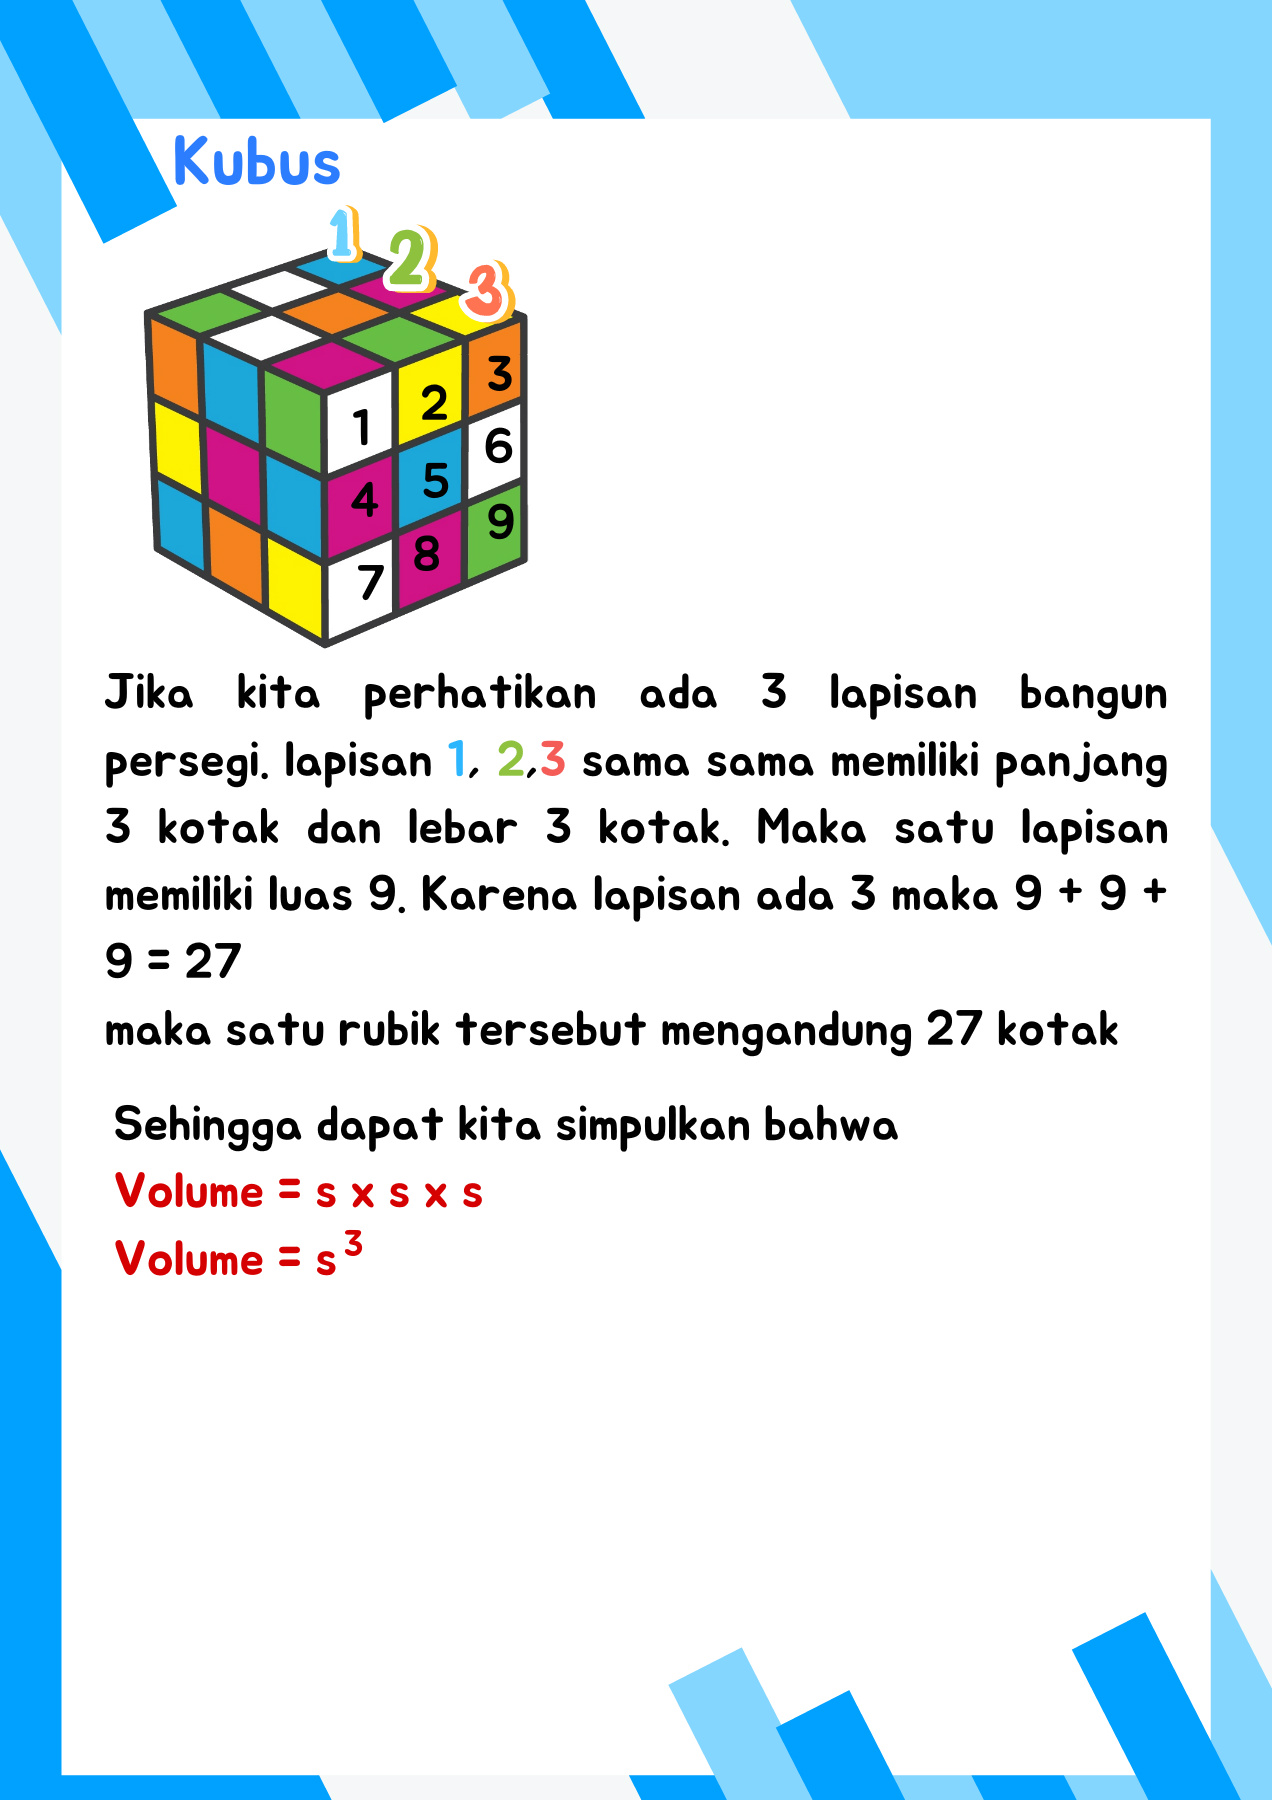 Kubus
1 2 3
1 2 3
4 5 6
7 8 9
Jika kita perhatikan ada 3 lapisan bangun
persegi. lapisan 1, 2,3 sama sama memiliki panjang
3 kotak dan lebar 3 kotak. Maka satu lapisan
memiliki luas 9. Karena lapisan ada 3 maka 9 + 9 +
9 = 27
maka satu rubik tersebut mengandung 27 kotak
Sehingga dapat kita simpulkan bahwa
Volume = s x s x s
Volume = s³